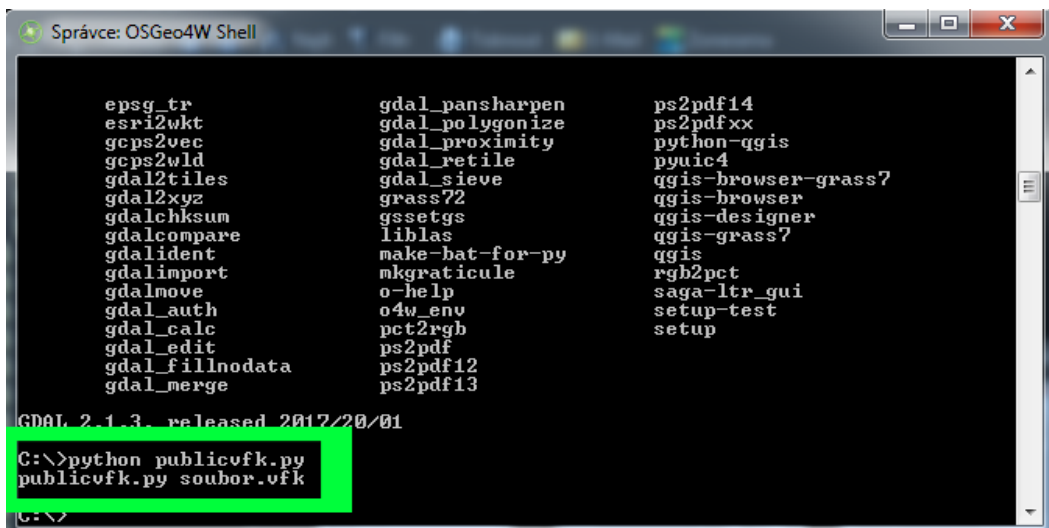 Správce: OSGeo4W Shell
epsg_tr gdal_pansharpen ps2pdf14
esri2wkt gdal_polygonize ps2pdfxx
gcps2vec gdal_proximity python-qgis
gcps2wld gdal_retile pyuic4
gdal2tiles gdal_sieve qgis-browser-grass7
gdal2xyz grass72 qgis-browser
gdalchksum gssetgs qgis-designer
gdalcompare liblas qgis-grass7
gdalident make-bat-for-py qgis
gdalimport mkgraticule rgb2pct
gdalmove o-help saga-ltr_gui
gdal_auth o4w_env setup-test
gdal_calc pct2rgb setup
gdal_edit ps2pdf
gdal_fillnodata ps2pdf12
gdal_merge ps2pdf13
GDAL 2.1.3, released 2017/20/01
C:\>python publicvfk.py
publicvfk.py soubor.vfk
C:\>